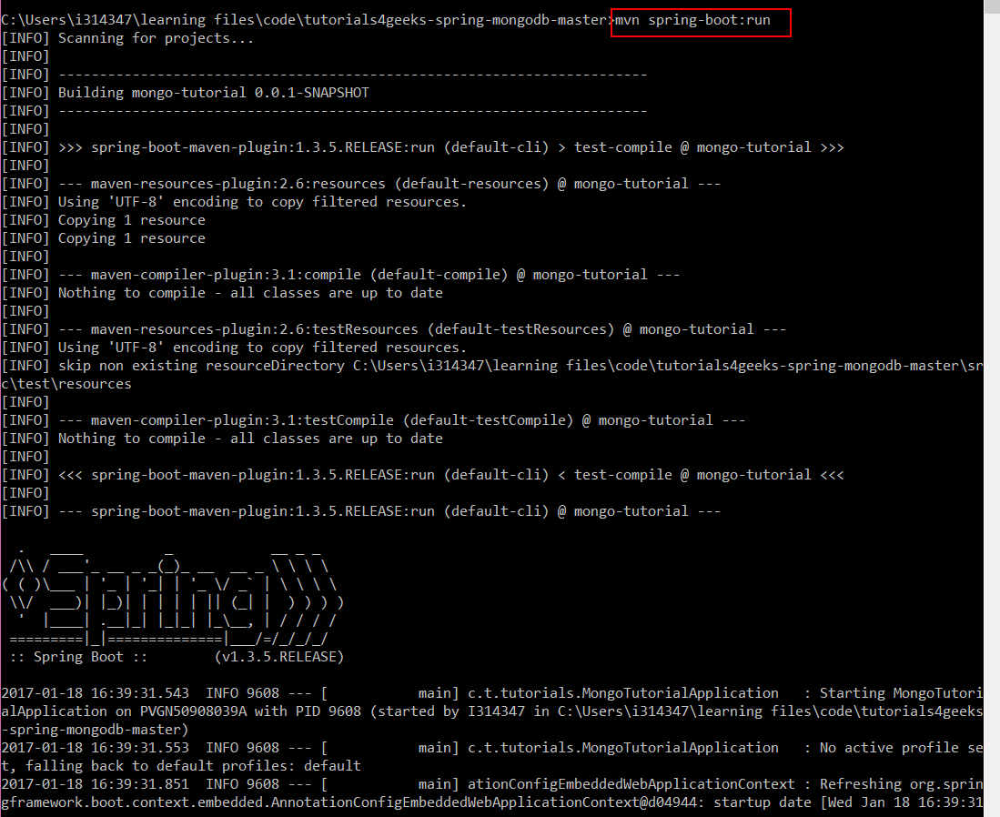 C:\Users\i314347\learning files\code\tutorials4geeks-spring-mongodb-master>mvn spring-boot:run
[INFO] Scanning for projects...
[INFO]
[INFO] ------------------------------------------------------------------------
[INFO] Building mongo-tutorial 0.0.1-SNAPSHOT
[INFO] ------------------------------------------------------------------------
[INFO]
[INFO] >>> spring-boot-maven-plugin:1.3.5.RELEASE:run (default-cli) > test-compile @ mongo-tutorial >>>
[INFO]
[INFO] --- maven-resources-plugin:2.6:resources (default-resources) @ mongo-tutorial ---
[INFO] Using 'UTF-8' encoding to copy filtered resources.
[INFO] Copying 1 resource
[INFO] Copying 1 resource
[INFO]
[INFO] --- maven-compiler-plugin:3.1:compile (default-compile) @ mongo-tutorial ---
[INFO] Nothing to compile - all classes are up to date
[INFO]
[INFO] --- maven-resources-plugin:2.6:testResources (default-testResources) @ mongo-tutorial ---
[INFO] Using 'UTF-8' encoding to copy filtered resources.
[INFO] skip non existing resourceDirectory C:\Users\i314347\learning files\code\tutorials4geeks-spring-mongodb-master\sr
c\test\resources
[INFO]
[INFO] --- maven-compiler-plugin:3.1:testCompile (default-testCompile) @ mongo-tutorial ---
[INFO] Nothing to compile - all classes are up to date
[INFO]
[INFO] <<< spring-boot-maven-plugin:1.3.5.RELEASE:run (default-cli) < test-compile @ mongo-tutorial <<<
[INFO]
[INFO] --- spring-boot-maven-plugin:1.3.5.RELEASE:run (default-cli) @ mongo-tutorial ---
  .   ____          _            __ _ _
 /\\ / ___'_ __ _ _(_)_ __  __ _ \ \ \ \
( ( )\___ | '_ | '_| | '_ \/ _` | \ \ \ \
 \\/  ___)| |_)| | | | | || (_| |  ) ) ) )
  '  |____| .__|_| |_|_| |_\__, | / / / /
 =========|_|==============|___/=/_/_/_/
 :: Spring Boot ::        (v1.3.5.RELEASE)
2017-01-18 16:39:31.543  INFO 9608 --- [           main] c.t.tutorials.MongoTutorialApplication   : Starting MongoTutori
alApplication on PVGN50908039A with PID 9608 (started by I314347 in C:\Users\i314347\learning files\code\tutorials4geeks
-spring-mongodb-master)
2017-01-18 16:39:31.553  INFO 9608 --- [           main] c.t.tutorials.MongoTutorialApplication   : No active profile se
t, falling back to default profiles: default
2017-01-18 16:39:31.851  INFO 9608 --- [           main] ationConfigEmbeddedWebApplicationContext : Refreshing org.sprin
gframework.boot.context.embedded.AnnotationConfigEmbeddedWebApplicationContext@d04944: startup date [Wed Jan 18 16:39:31